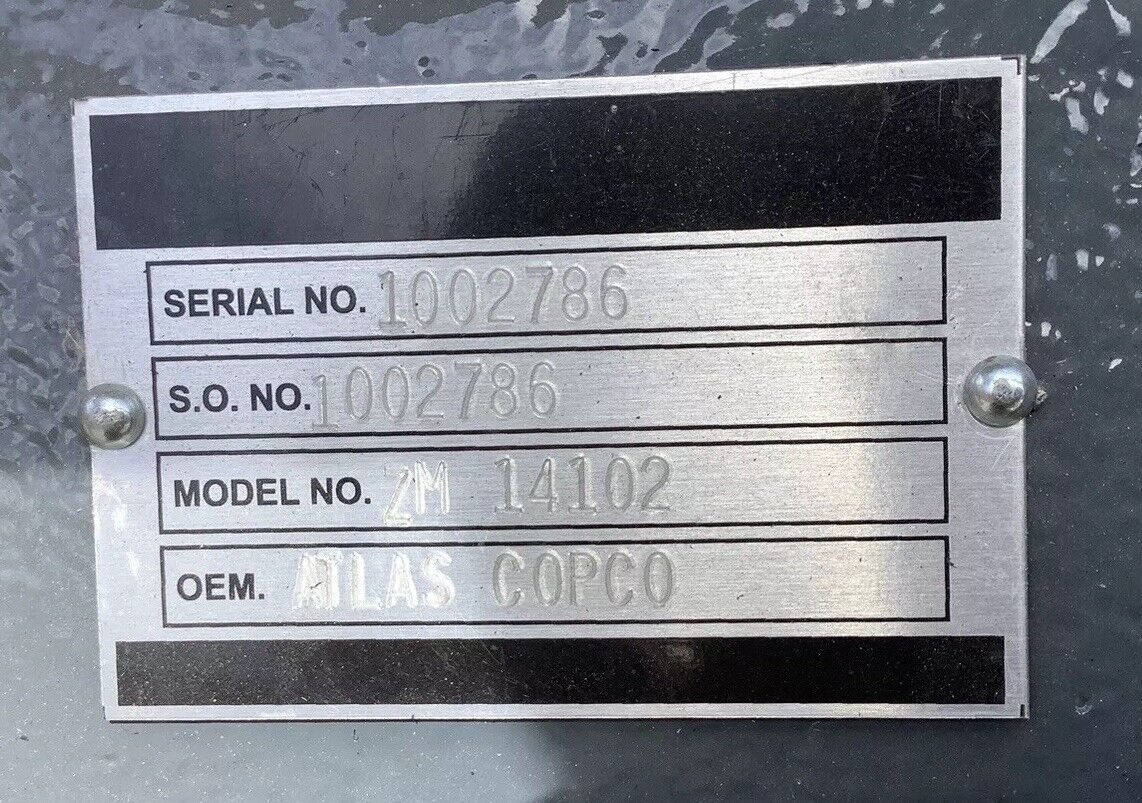 SERIAL NO. 1002786
S.O. NO. 1002786
MODEL NO. ZM 14102
OEM. ATLAS COPCO